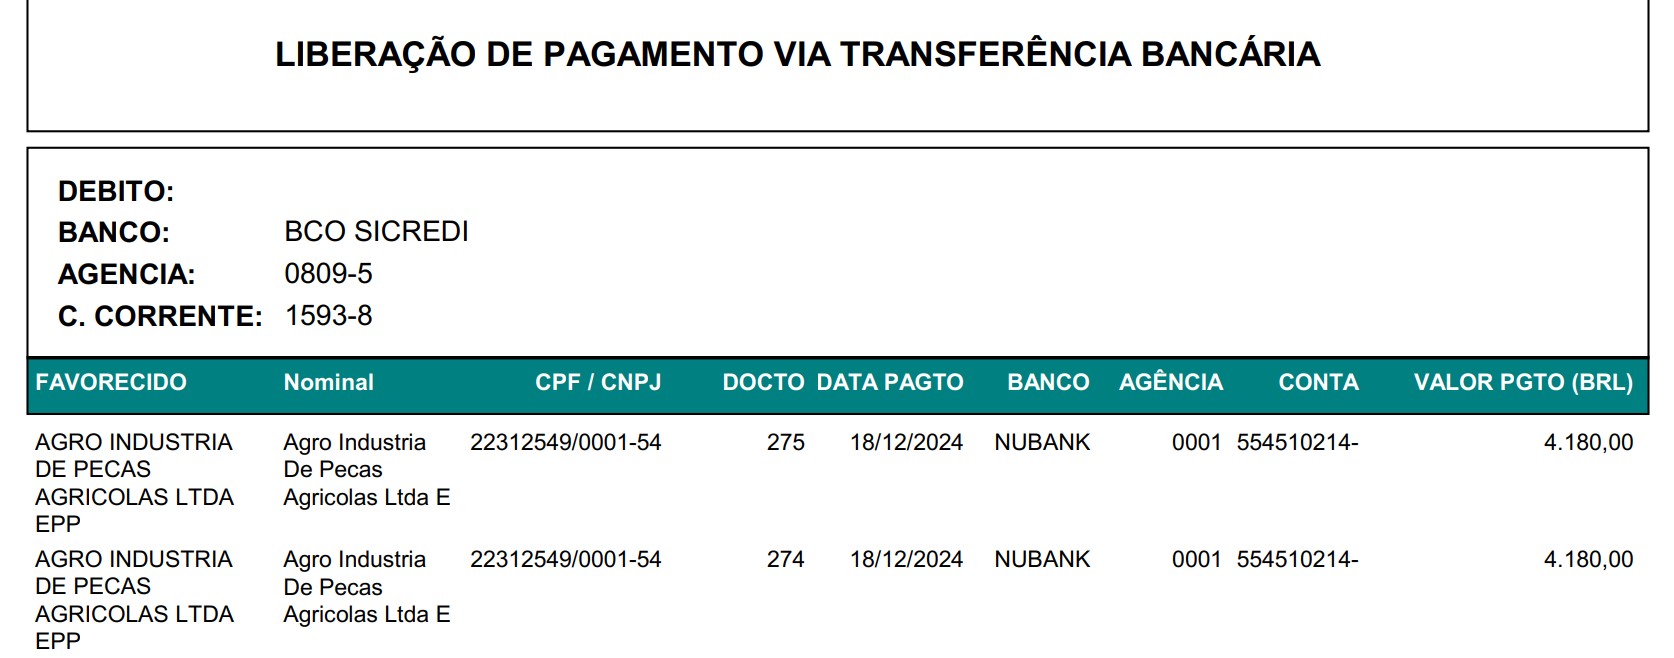 LIBERAÇÃO DE PAGAMENTO VIA TRANSFERÊNCIA BANCÁRIA
DEBITO:
BANCO: BCO SICREDI
AGENCIA: 0809-5
C. CORRENTE: 1593-8
FAVORECIDO Nominal CPF / CNPJ DOCTO DATA PAGTO BANCO AGÊNCIA CONTA VALOR PGTO (BRL)
AGRO INDUSTRIA Agro Industria 22312549/0001-54 275 18/12/2024 NUBANK 0001 554510214- 4.180,00
DE PECAS De Pecas
AGRICOLAS LTDA Agricolas Ltda E
EPP
AGRO INDUSTRIA Agro Industria 22312549/0001-54 274 18/12/2024 NUBANK 0001 554510214- 4.180,00
DE PECAS De Pecas
AGRICOLAS LTDA Agricolas Ltda E
EPP